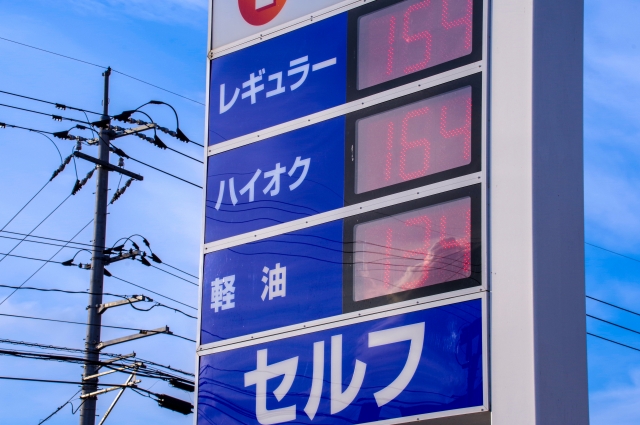 レギュラー 154
ハイオク 164
軽油
セルフ